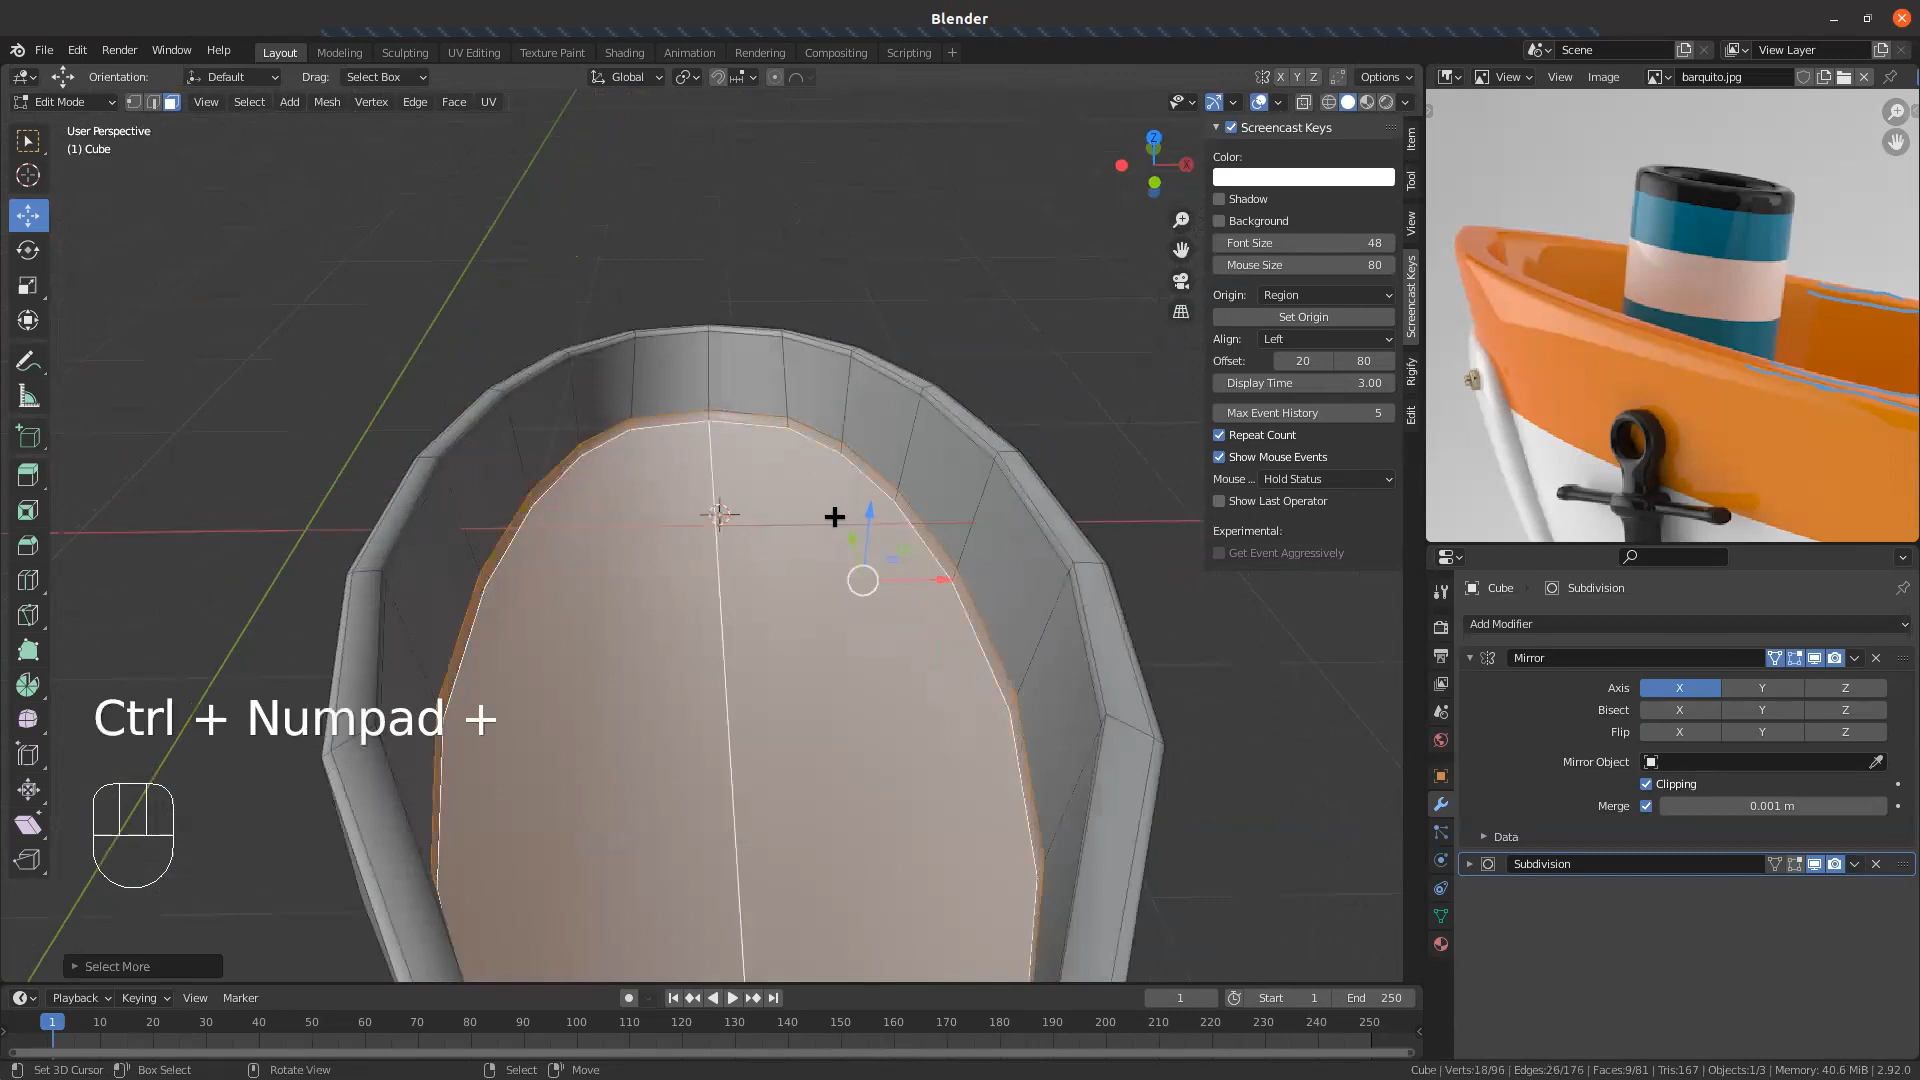 Blender
File Edit Render Window Help
Layout Modeling Sculpting UV Editing Texture Paint Shading Animation Rendering Compositing Scripting +
Scene
View Layer
Orientation: Default Drag: Select Box
Global
X Y Z Options
View View Image barquito.jpg
Edit Mode View Select Add Mesh Vertex Edge Face UV
User Perspective
(1) Cube
Z
X
Screencast Keys
Color:
Shadow
Background
Font Size 48
Mouse Size 80
Origin: Region
Set Origin
Align: Left
Offset: 20 80
Display Time 3.00
Max Event History 5
Repeat Count
Show Mouse Events
Mouse ... Hold Status
Show Last Operator
Experimental:
Get Event Aggressively
Item
Tool
View
Screencast Keys
Rigify
Edit
Cube Subdivision
Add Modifier
Mirror
Axis X Y Z
Bisect X Y Z
Flip X Y Z
Mirror Object
Clipping
Merge 0.001 m
Data
Subdivision
Ctrl + Numpad +
Select More
Playback Keying View Marker
1 Start 1 End 250
1 10 20 30 40 50 60 70 80 90 100 110 120 130 140 150 160 170 180 190 200 210 220 230 240 250
Set 3D Cursor Box Select Rotate View Select Move
Cube | Verts:18/96 | Edges:26/176 | Faces:9/81 | Tris:167 | Objects:1/3 | Memory: 40.6 MiB | 2.92.0